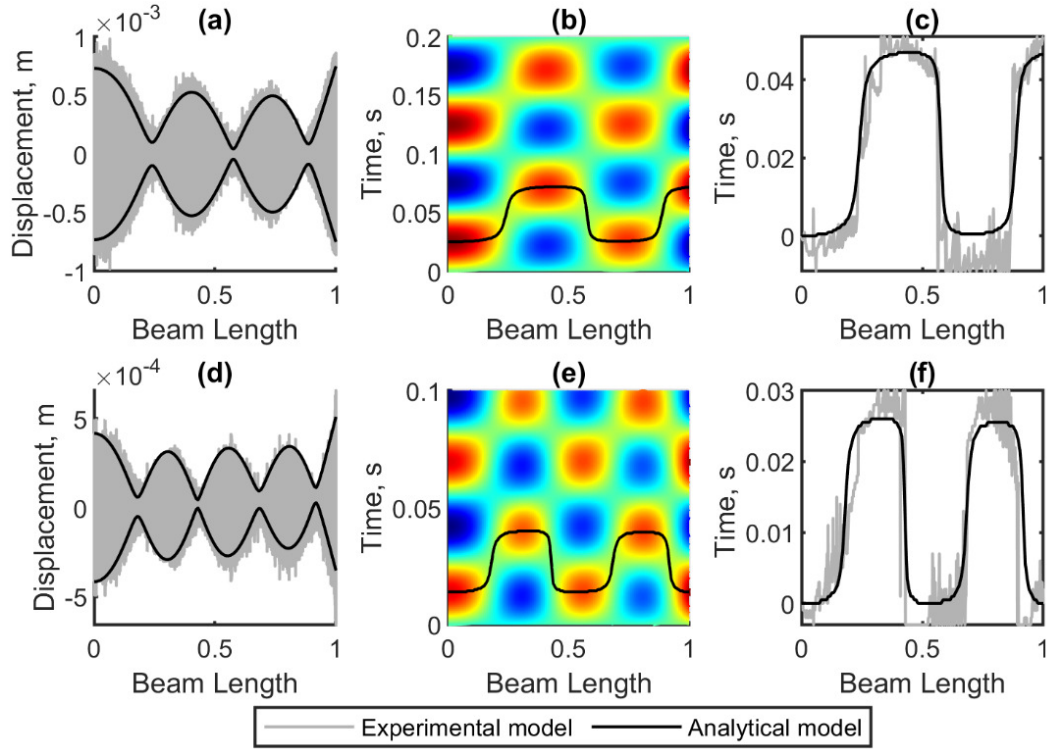 (a) (b) (c)
×10⁻³
Displacement, m
1
0.5
0
-0.5
-1
0 0.5 1
Beam Length
Time, s
0.2
0.15
0.1
0.05
0
0 0.5 1
Beam Length
Time, s
0.04
0.02
0
0 0.5 1
Beam Length
(d) (e) (f)
×10⁻⁴
Displacement, m
5
0
-5
0 0.5 1
Beam Length
Time, s
0.1
0.05
0
0 0.5 1
Beam Length
Time, s
0.03
0.02
0.01
0
0 0.5 1
Beam Length
Experimental model Analytical model